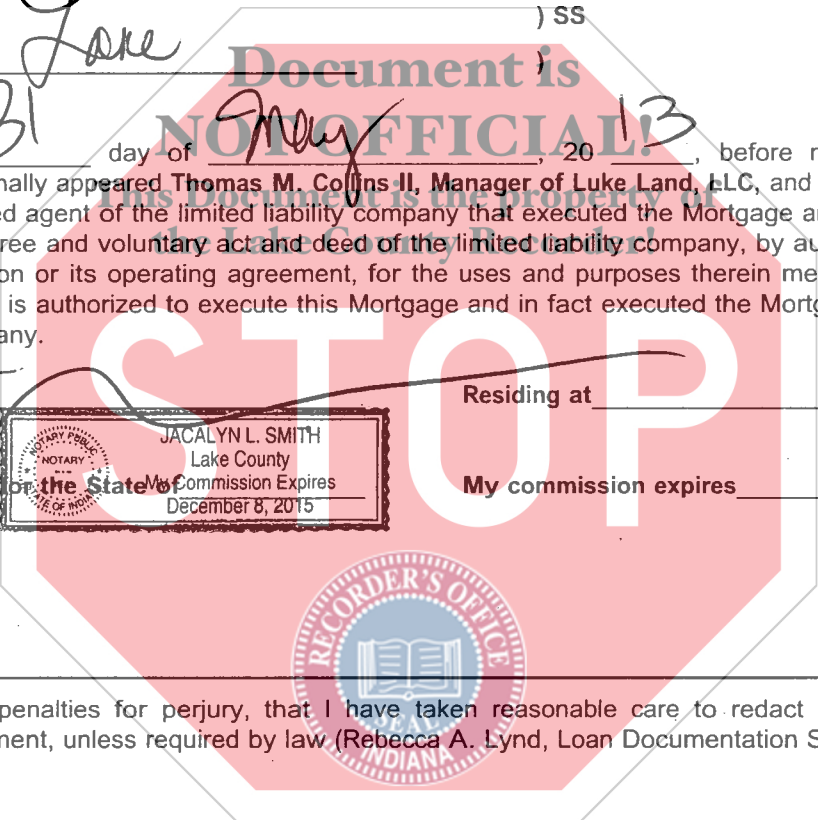 ) SS
Lake
)
Document is
NOT OFFICIAL!
31 day of May, 20 13, before
nally appeared Thomas M. Collins II, Manager of Luke Land, LLC, and
This Document is the property of
ed agent of the limited liability company that executed the Mortgage
ree and voluntary act and deed of the limited liability company, by
the Lake County Recorder!
on or its operating agreement, for the uses and purposes therein
is authorized to execute this Mortgage and in fact executed the
any.
STOP
Residing at
JACALYN L. SMITH
Lake County
My Commission Expires
December 8, 2015
NOTARY PUBLIC
NOTARY
STATE OF INDIANA
for the State of
My commission expires
RECORDER'S OFFICE
SEAL
INDIANA
penalties for perjury, that I have taken reasonable care to redact
ment, unless required by law (Rebecca A. Lynd, Loan Documentation S